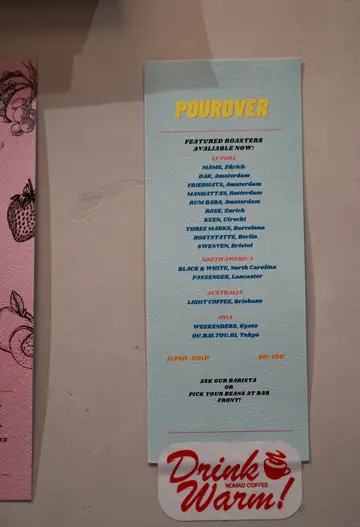 POUROVER
FEATURED ROASTERS
AVALIABLE NOW:
EUROPE
MAME, Zürich
DAK, Amsterdam
FRIEDHATS, Amsterdam
MANHATTAN, Rotterdam
RUM BABA, Amsterdam
ROSE, Zurich
KEEN, Utrecht
THREE MARKS, Barcelona
ROSTSTATTE, Berlin
SWENVEN, Bristol
NORTH AMERICA
BLACK & WHITE, North Carolina
PASSENGER, Lancaster
AUSTRALIA
LIGHT COFFEE, Brisbane
ASIA
WEEKENDERS, Kyoto
OU.BAI.TOU.RI, Tokyo
HAND-DRIP
ASK OUR BARISTA
OR
PICK YOUR BEANS AT BAR
FRONT!
Drink
NOMAD COFFEE
Warm!